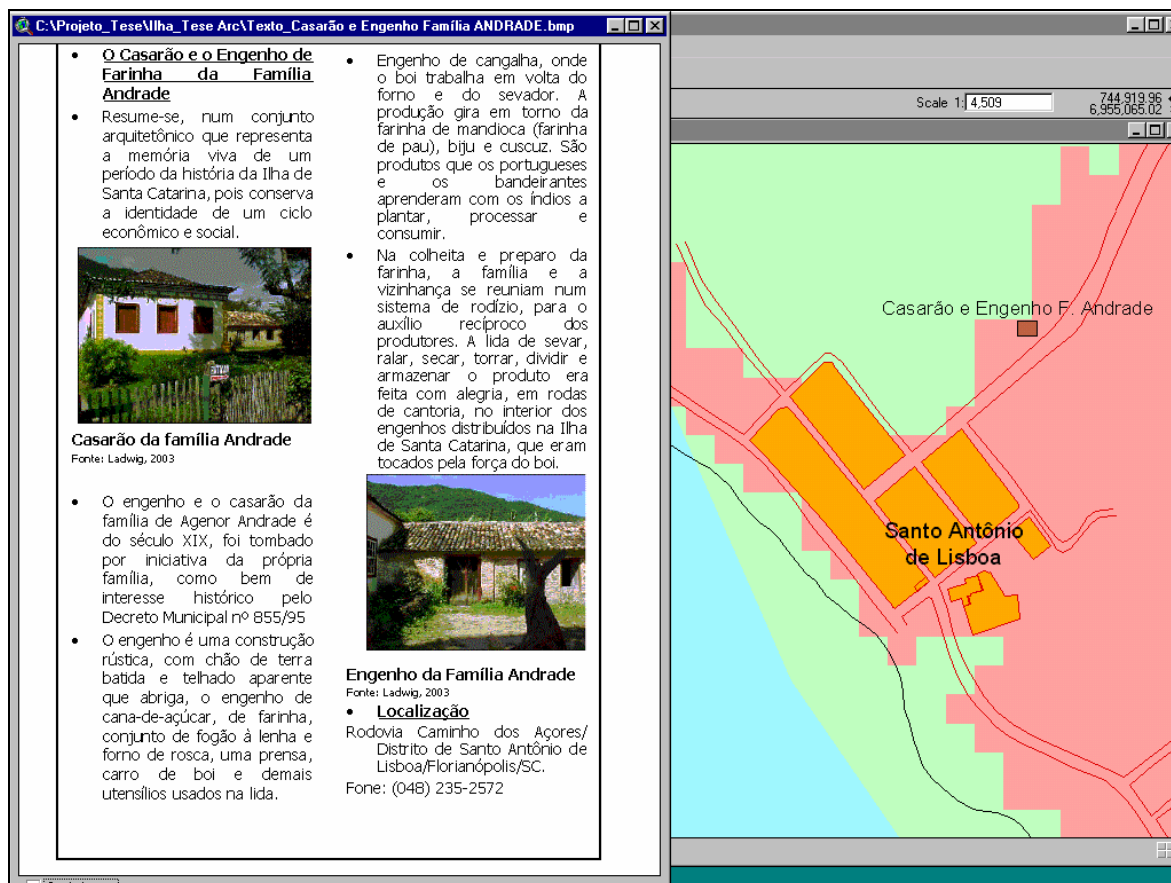 C:\Projeto_Tese\Ilha_Tese Arc\Texto_Casarão e Engenho Família ANDRADE.bmp
• O Casarão e o Engenho de
Farinha da Família
Andrade
• Resume-se, num conjunto
arquitetônico que representa
a memória viva de um
período da história da Ilha de
Santa Catarina, pois conserva
a identidade de um ciclo
econômico e social.
Casarão da família Andrade
Fonte: Ladwig, 2003
• O engenho e o casarão da
família de Agenor Andrade é
do século XIX, foi tombado
por iniciativa da própria
família, como bem de
interesse histórico pelo
Decreto Municipal nº 855/95
• O engenho é uma construção
rústica, com chão de terra
batida e telhado aparente
que abriga, o engenho de
cana-de-açúcar, de farinha,
conjunto de fogão à lenha e
forno de rosca, uma prensa,
carro de boi e demais
utensílios usados na lida.
• Engenho de cangalha, onde
o boi trabalha em volta do
forno e do sevador. A
produção gira em torno da
farinha de mandioca (farinha
de pau), biju e cuscuz. São
produtos que os portugueses
e os bandeirantes
aprenderam com os índios a
plantar, processar e
consumir.
• Na colheita e preparo da
farinha, a família e a
vizinhança se reuniam num
sistema de rodízio, para o
auxílio recíproco dos
produtores. A lida de sevar,
ralar, secar, torrar, dividir e
armazenar o produto era
feita com alegria, em rodas
de cantoria, no interior dos
engenhos distribuídos na Ilha
de Santa Catarina, que eram
tocados pela força do boi.
Engenho da Família Andrade
Fonte: Ladwig, 2003
• Localização
Rodovia Caminho dos Açores/
Distrito de Santo Antônio de
Lisboa/Florianópolis/SC.
Fone: (048) 235-2572
Scale 1: 4,509
744,919.96
6,955,065.02
Casarão e Engenho F. Andrade
Santo Antônio
de Lisboa